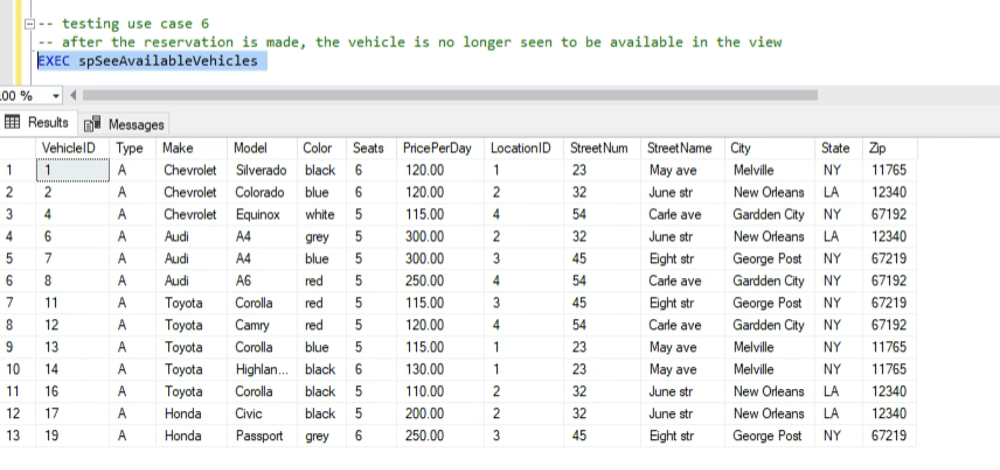 -- testing use case 6
-- after the reservation is made, the vehicle is no longer seen to be available in the view
EXEC spSeeAvailableVehicles
.00 %
Results Messages
VehicleID Type Make Model Color Seats PricePerDay LocationID StreetNum StreetName City State Zip
1 1 A Chevrolet Silverado black 6 120.00 1 23 May ave Melville NY 11765
2 2 A Chevrolet Colorado blue 6 120.00 2 32 June str New Orleans LA 12340
3 4 A Chevrolet Equinox white 5 115.00 4 54 Carle ave Gardden City NY 67192
4 6 A Audi A4 grey 5 300.00 2 32 June str New Orleans LA 12340
5 7 A Audi A4 blue 5 300.00 3 45 Eight str George Post NY 67219
6 8 A Audi A6 red 5 250.00 4 54 Carle ave Gardden City NY 67192
7 11 A Toyota Corolla red 5 115.00 3 45 Eight str George Post NY 67219
8 12 A Toyota Camry red 5 120.00 4 54 Carle ave Gardden City NY 67192
9 13 A Toyota Corolla blue 5 115.00 1 23 May ave Melville NY 11765
10 14 A Toyota Highlan... black 6 130.00 1 23 May ave Melville NY 11765
11 16 A Toyota Corolla black 5 110.00 2 32 June str New Orleans LA 12340
12 17 A Honda Civic black 5 200.00 2 32 June str New Orleans LA 12340
13 19 A Honda Passport grey 6 250.00 3 45 Eight str George Post NY 67219